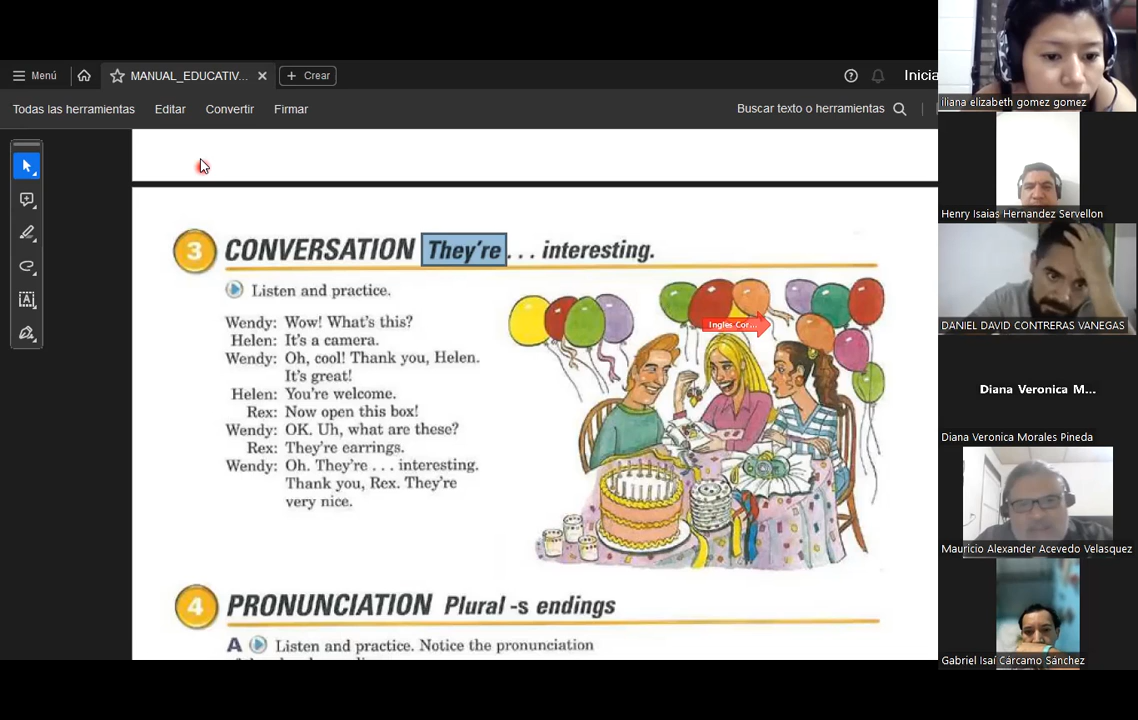 Menú
MANUAL_EDUCATIV...
Crear
Inicia
Todas las herramientas
Editar
Convertir
Firmar
Buscar texto o herramientas
3 CONVERSATION They're . . . interesting.
Listen and practice.
Wendy: Wow! What's this?
Helen: It's a camera.
Wendy: Oh, cool! Thank you, Helen.
It's great!
Helen: You're welcome.
Rex: Now open this box!
Wendy: OK. Uh, what are these?
Rex: They're earrings.
Wendy: Oh. They're . . . interesting.
Thank you, Rex. They're
very nice.
Ingles Cor...
4 PRONUNCIATION Plural -s endings
A Listen and practice. Notice the pronunciation
iliana elizabeth gomez gomez
Henry Isaias Hernandez Servellon
DANIEL DAVID CONTRERAS VANEGAS
Diana Veronica M...
Diana Veronica Morales Pineda
Mauricio Alexander Acevedo Velasquez
Gabriel Isaí Cárcamo Sánchez